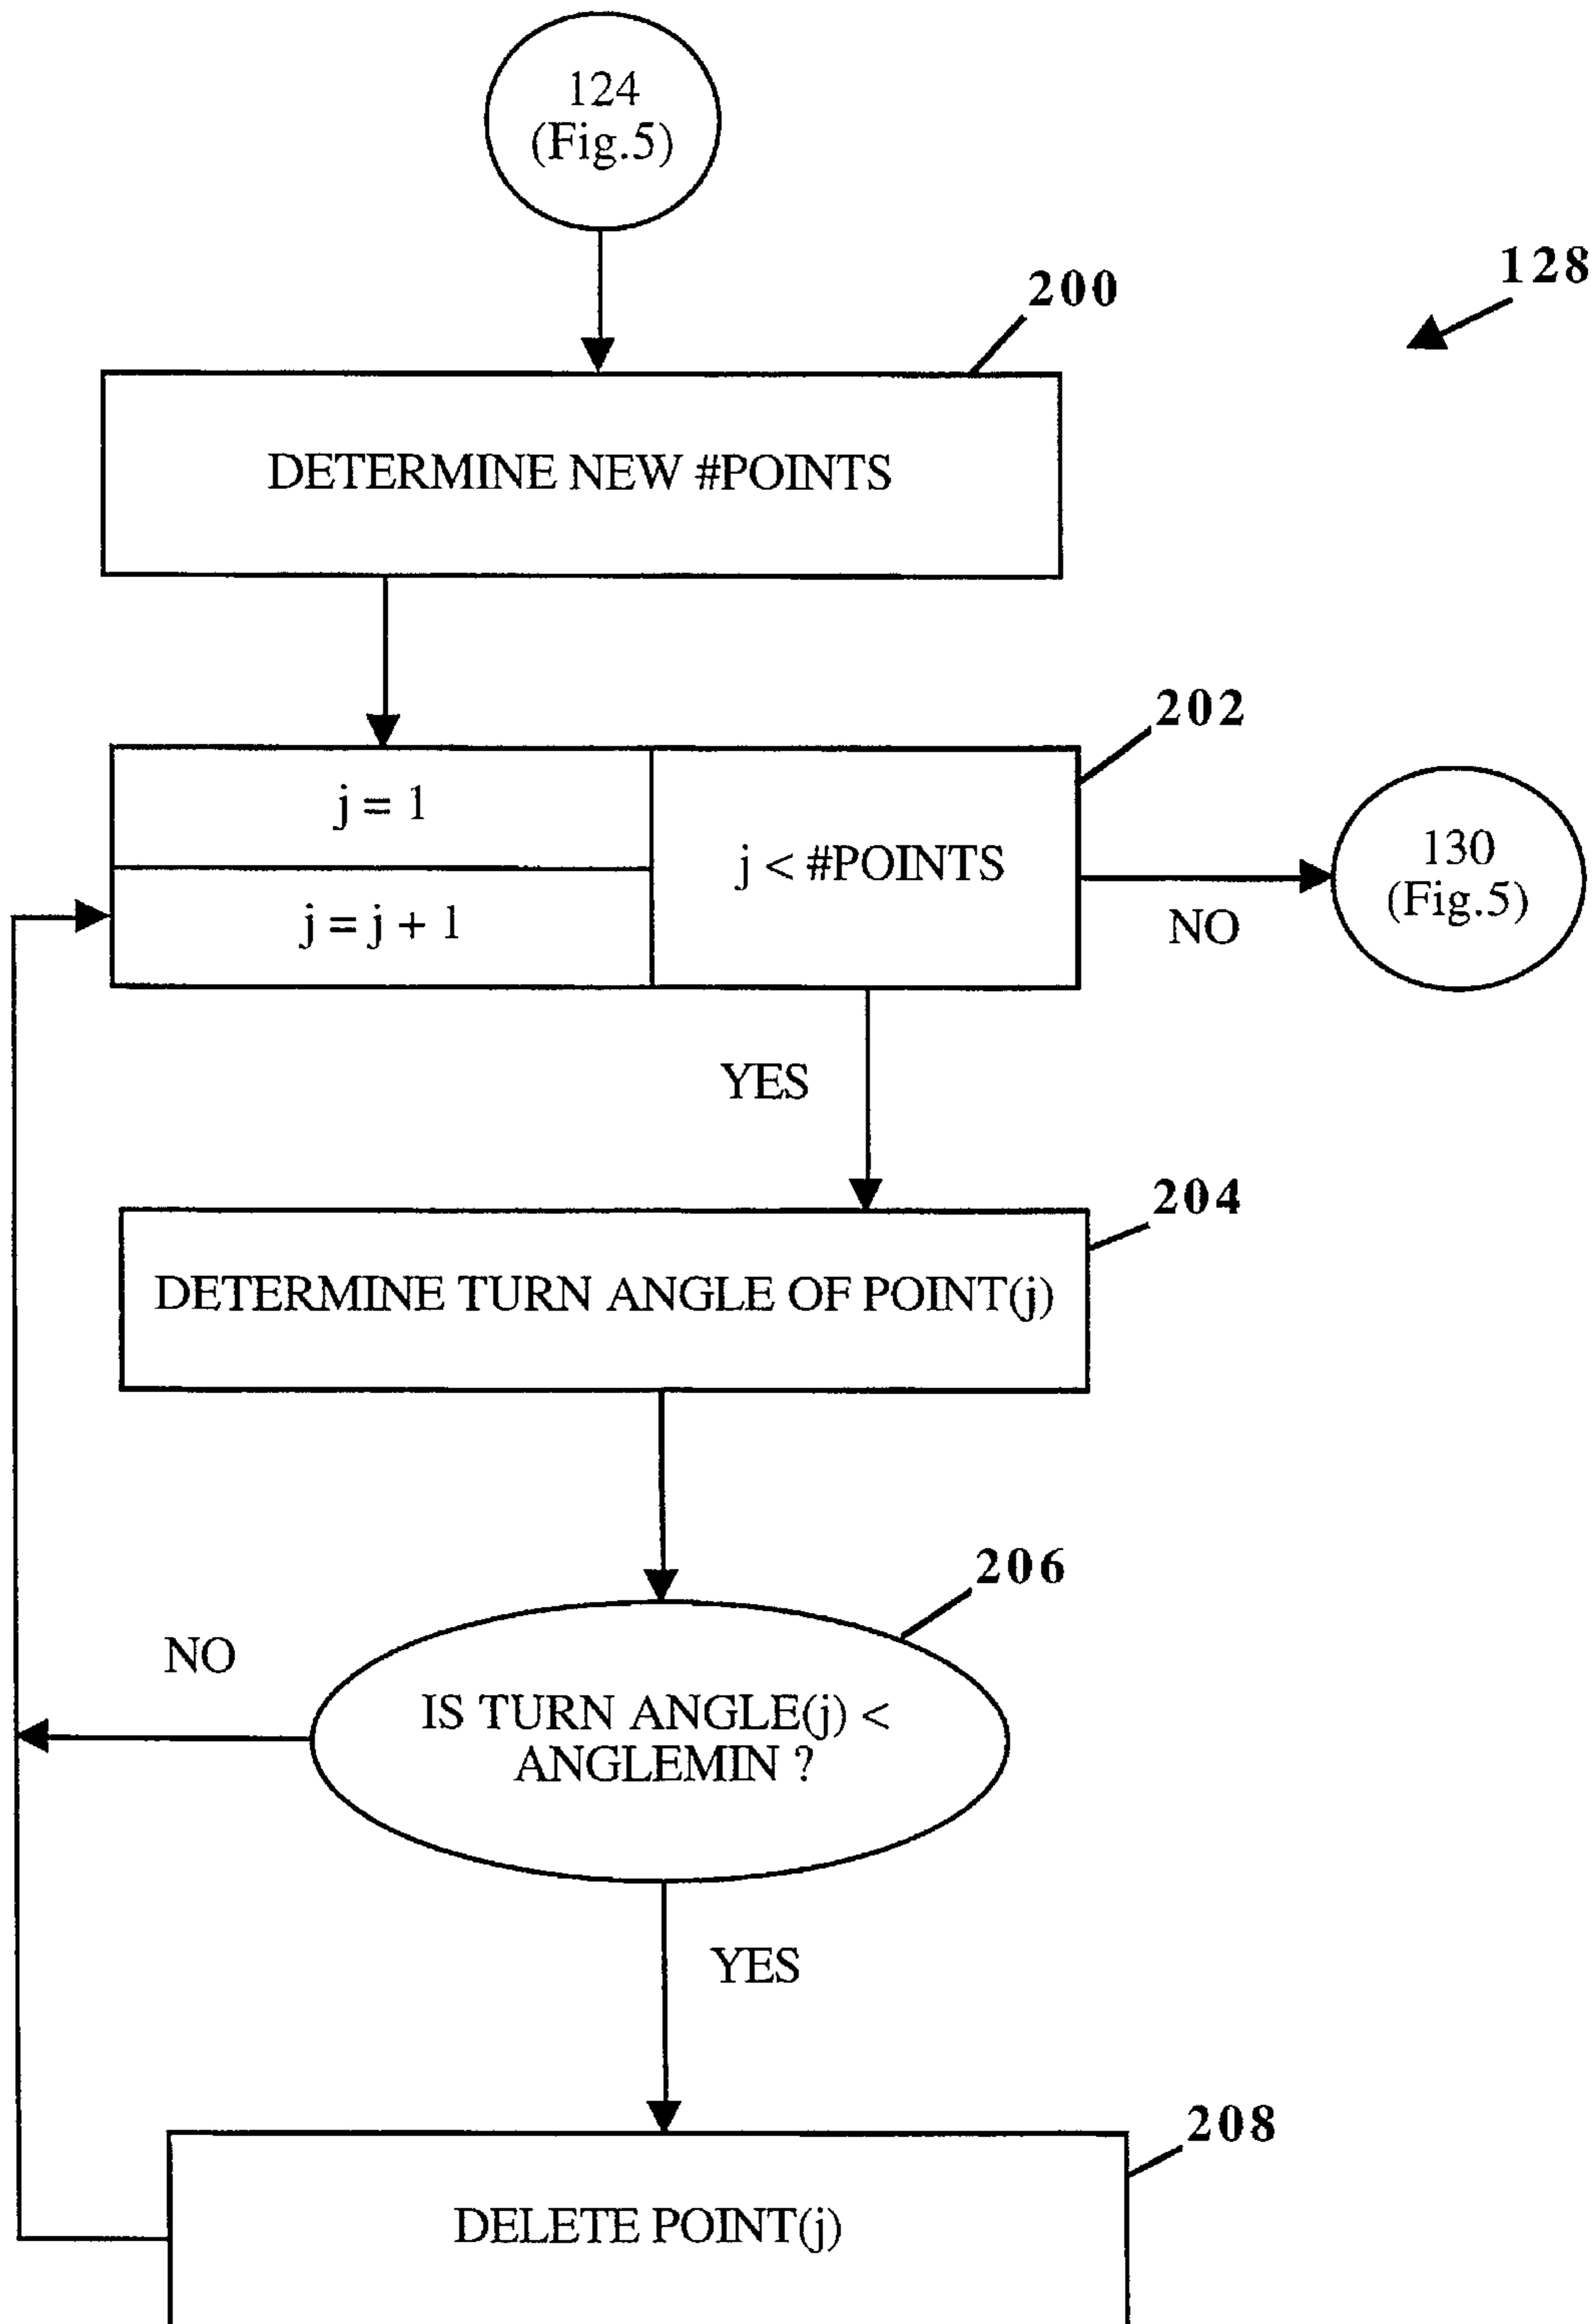 124
(Fig.5)
128
200
DETERMINE NEW #POINTS
202
j = 1
j < #POINTS
j = j + 1
130
(Fig.5)
NO
YES
204
DETERMINE TURN ANGLE OF POINT(j)
206
NO
IS TURN ANGLE(j) <
ANGLEMIN ?
YES
208
DELETE POINT(j)